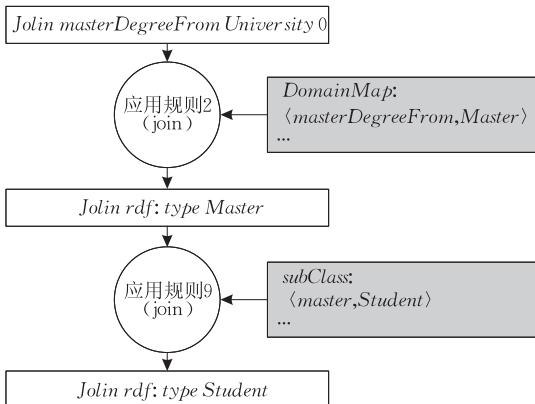 Jolin masterDegreeFrom University 0
应用规则2
(join)
DomainMap:
〈masterDegreeFrom,Master〉
...
Jolin rdf: type Master
应用规则9
(join)
subClass:
〈master,Student〉
...
Jolin rdf: type Student